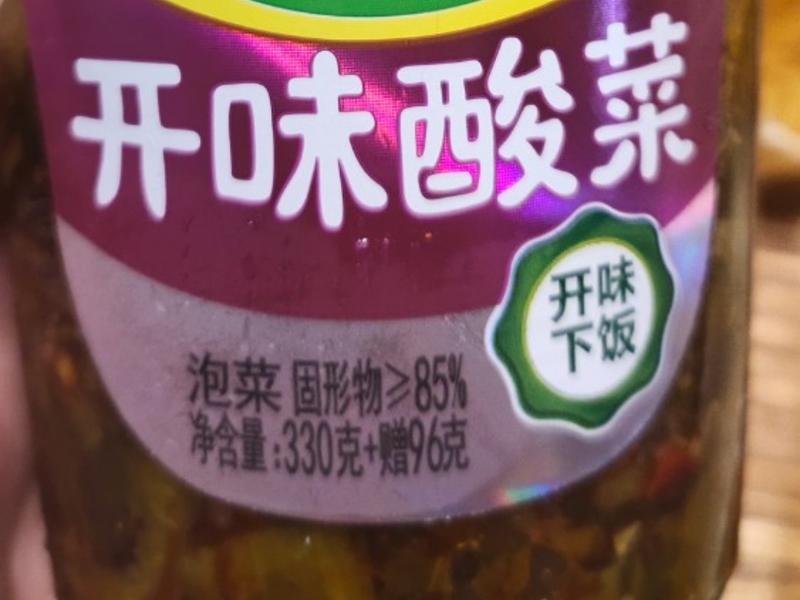 开味酸菜
开味
下饭
泡菜 固形物≥85%
净含量:330克+赠96克